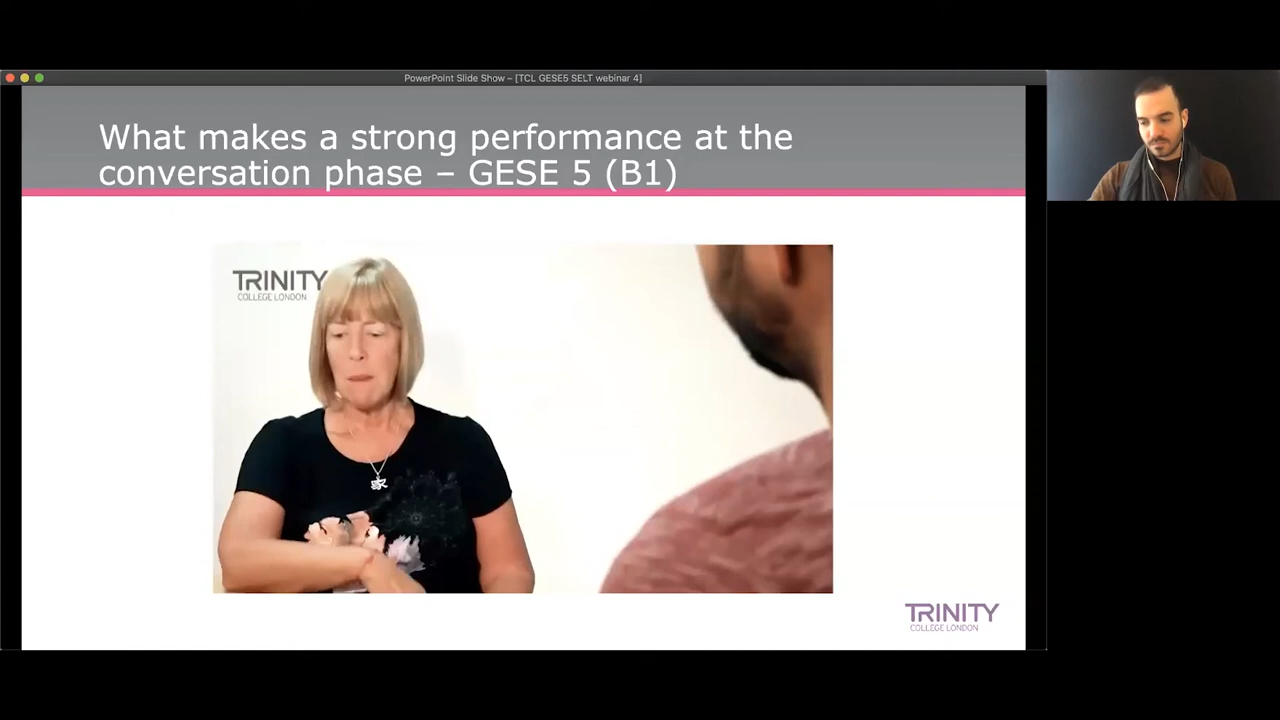 PowerPoint Slide Show – [TCL GESE5 SELT webinar 4]
What makes a strong performance at the
conversation phase – GESE 5 (B1)
TRINITY
COLLEGE LONDON
TRINITY
COLLEGE LONDON